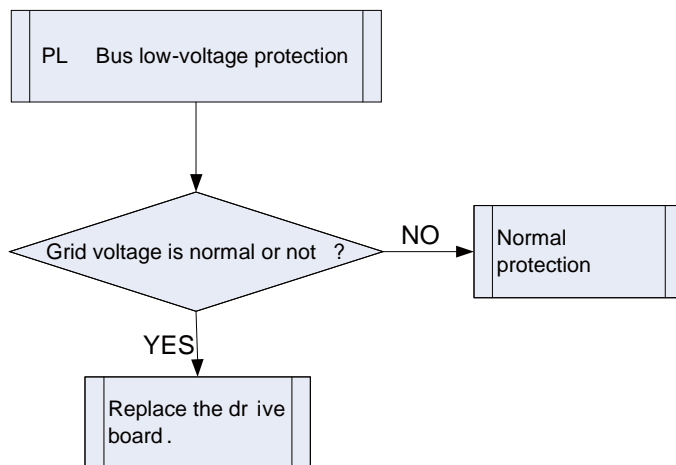 PL Bus low-voltage protection
Grid voltage is normal or not ?
NO
Normal
protection
YES
Replace the dr ive
board .